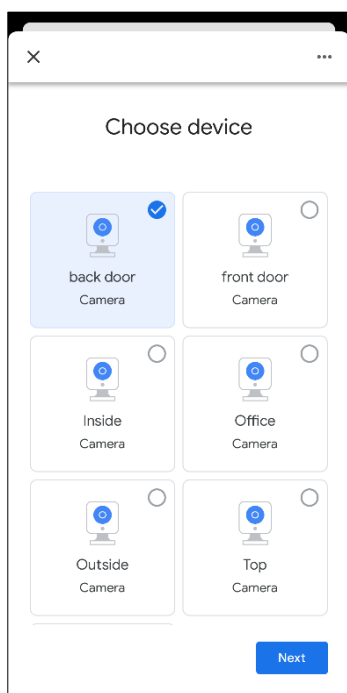 Choose device
back door
Camera
front door
Camera
Inside
Camera
Office
Camera
Outside
Camera
Top
Camera
Next